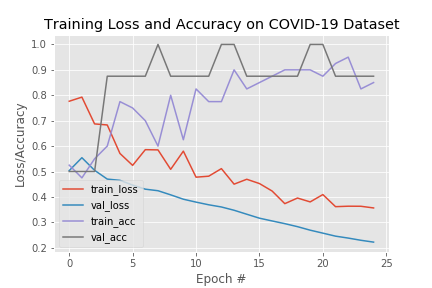 Training Loss and Accuracy on COVID-19 Dataset
1.0
0.9
0.8
0.7
0.6
0.5
0.4
0.3
0.2
Loss/Accuracy
train_loss
val_loss
train_acc
val_acc
0 5 10 15 20 25
Epoch #